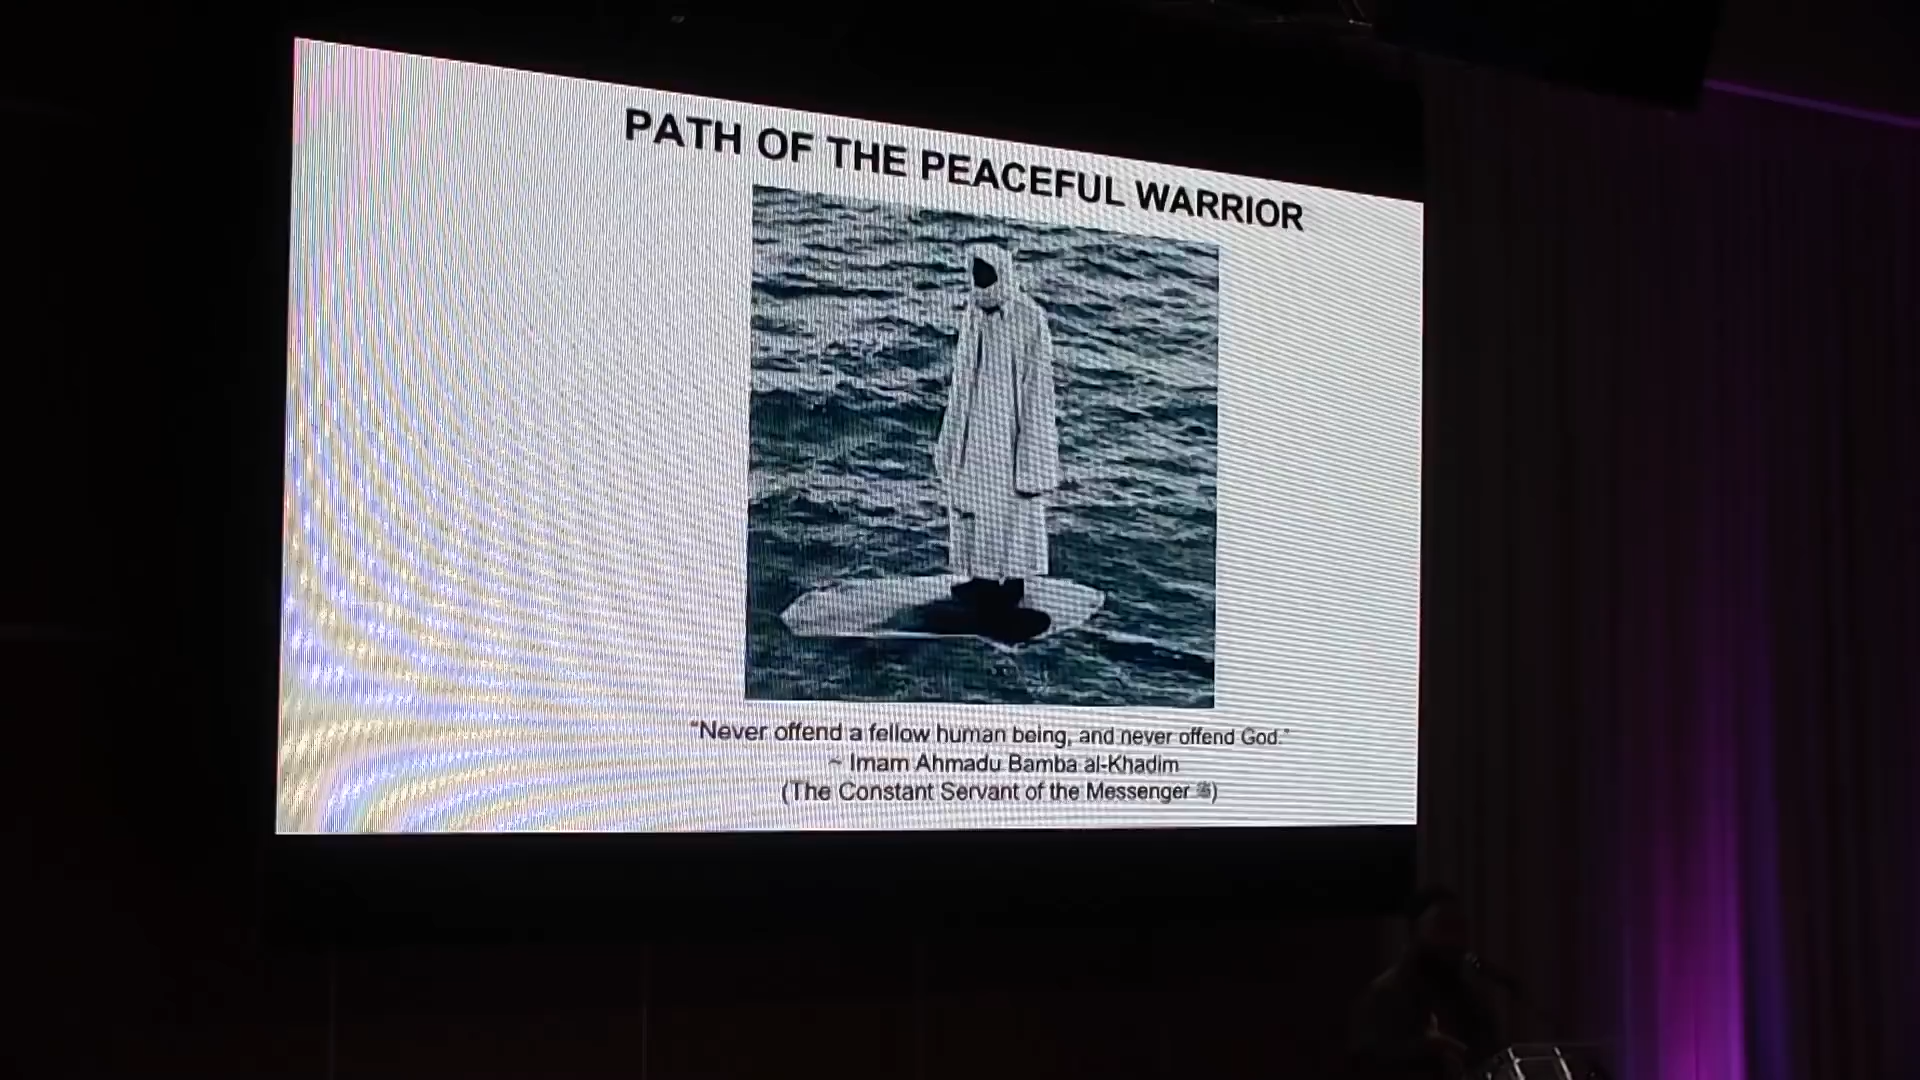 PATH OF THE PEACEFUL WARRIOR
“Never offend a fellow human being, and never offend God.”
~ Imam Ahmadu Bamba al-Khadim
(The Constant Servant of the Messenger ﷺ)